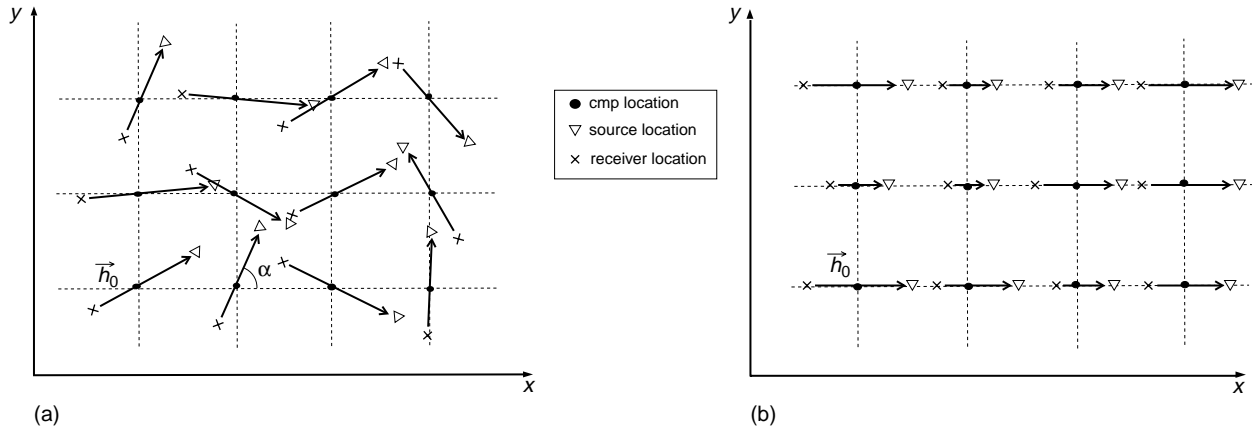 y
h₀
α
x
(a)
cmp location
source location
receiver location
y
h₀
x
(b)